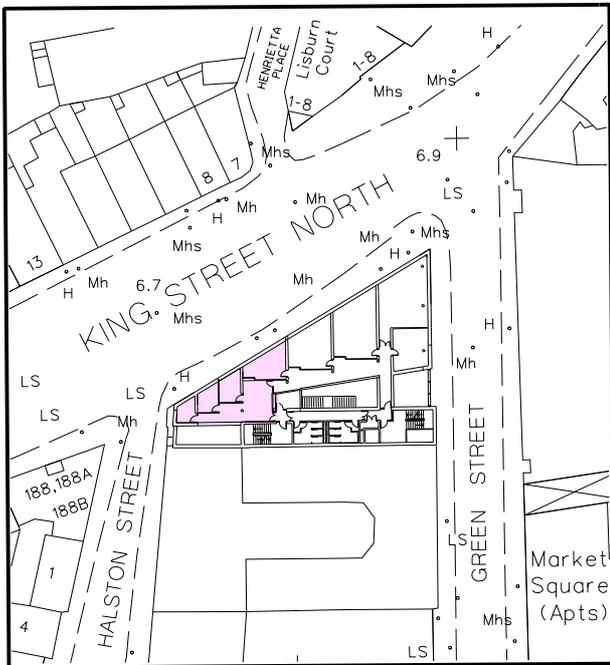 HENRIETTA
PLACE
Lisburn
Court
1-8
1-8
H
Mhs
Mhs
6.9
LS
8
7
Mhs
H
Mh
Mhs
Mh
KING STREET NORTH
Mh
Mhs
H
13
H
Mh
6.7
Mhs
Mh
H
Mh
LS
H
LS
LS
Mh
188,188A
188B
HALSTON STREET
1
4
GREEN STREET
LS
Market
Square
(Apts)
Mhs
LS